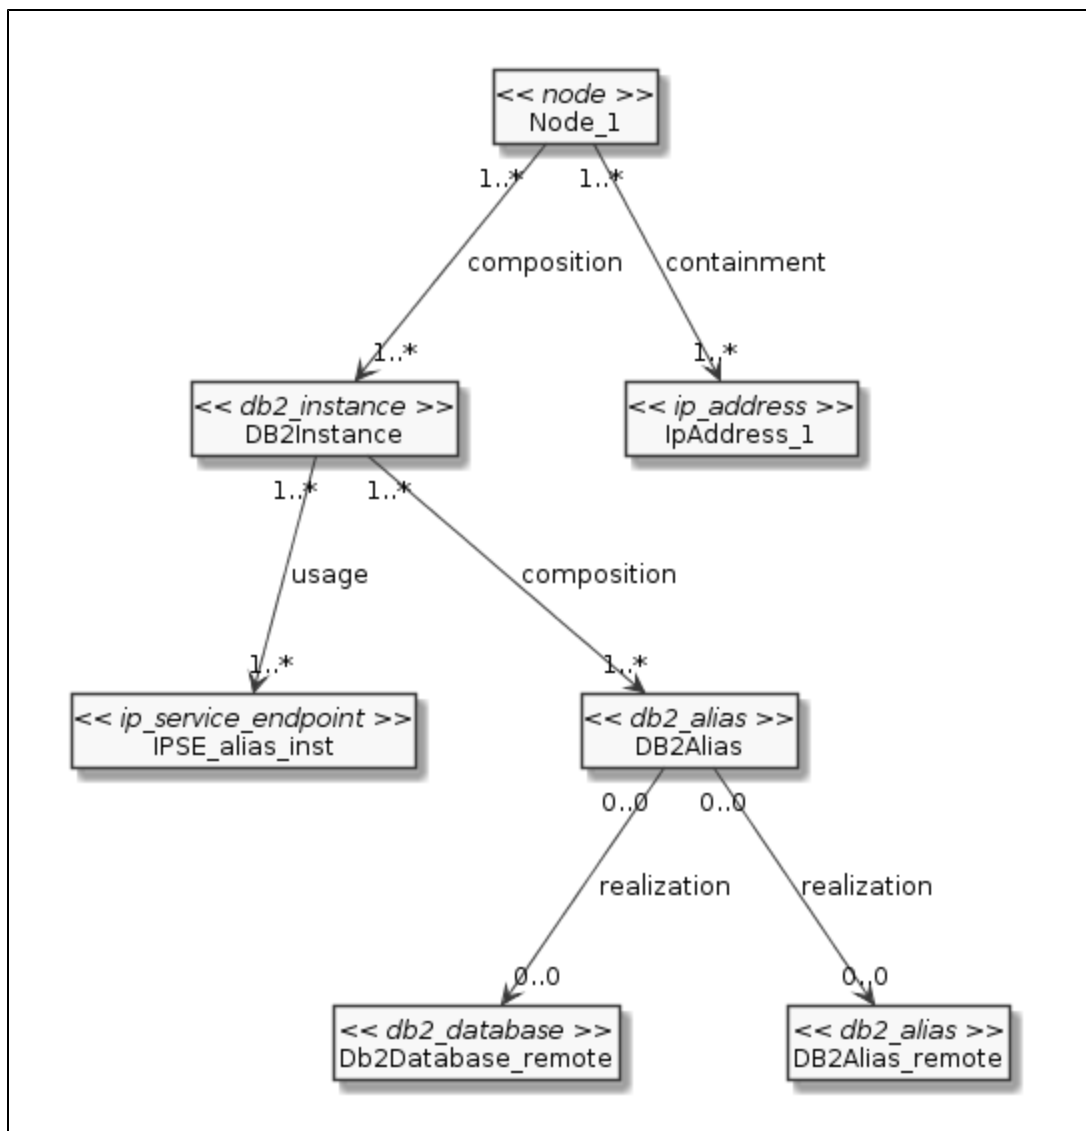 << node >>
Node_1
1..* 1..*
composition containment
1..* 1..*
<< db2_instance >> << ip_address >>
DB2Instance IpAddress_1
1..* 1..*
usage composition
1..* 1..*
<< ip_service_endpoint >> << db2_alias >>
IPSE_alias_inst DB2Alias
0..0 0..0
realization realization
0..0 0..0
<< db2_database >> << db2_alias >>
Db2Database_remote DB2Alias_remote